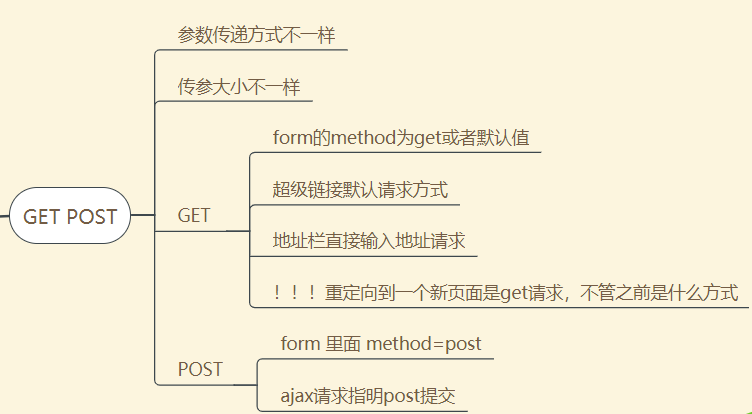 参数传递方式不一样
传参大小不一样
form的method为get或者默认值
超级链接默认请求方式
GET POST
GET
地址栏直接输入地址请求
！！！重定向到一个新页面是get请求，不管之前是什么方式
form 里面 method=post
POST
ajax请求指明post提交